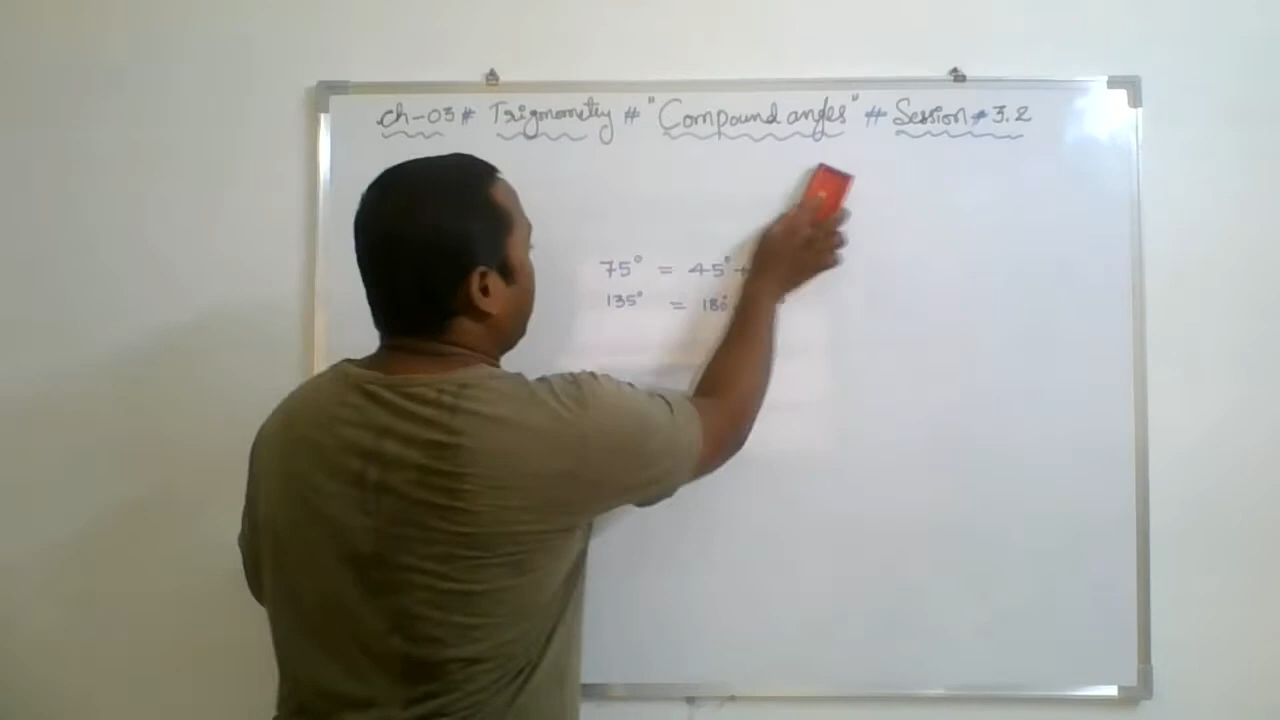 ch-03 # Trigonometry # "Compound angles" # Session # 3.2
75° = 45° +
135° = 180°